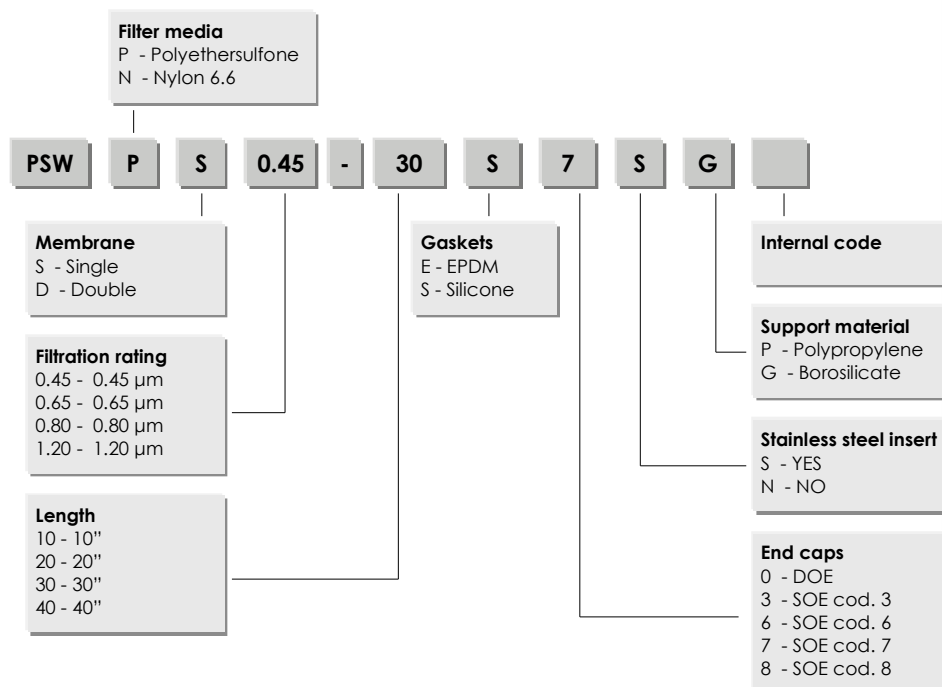 Filter media
P - Polyethersulfone
N - Nylon 6.6
PSW P S 0.45 - 30 S 7 S G
Membrane
S - Single
D - Double
Filtration rating
0.45 - 0.45 µm
0.65 - 0.65 µm
0.80 - 0.80 µm
1.20 - 1.20 µm
Length
10 - 10”
20 - 20”
30 - 30”
40 - 40”
Gaskets
E - EPDM
S - Silicone
Internal code
Support material
P - Polypropylene
G - Borosilicate
Stainless steel insert
S - YES
N - NO
End caps
0 - DOE
3 - SOE cod. 3
6 - SOE cod. 6
7 - SOE cod. 7
8 - SOE cod. 8